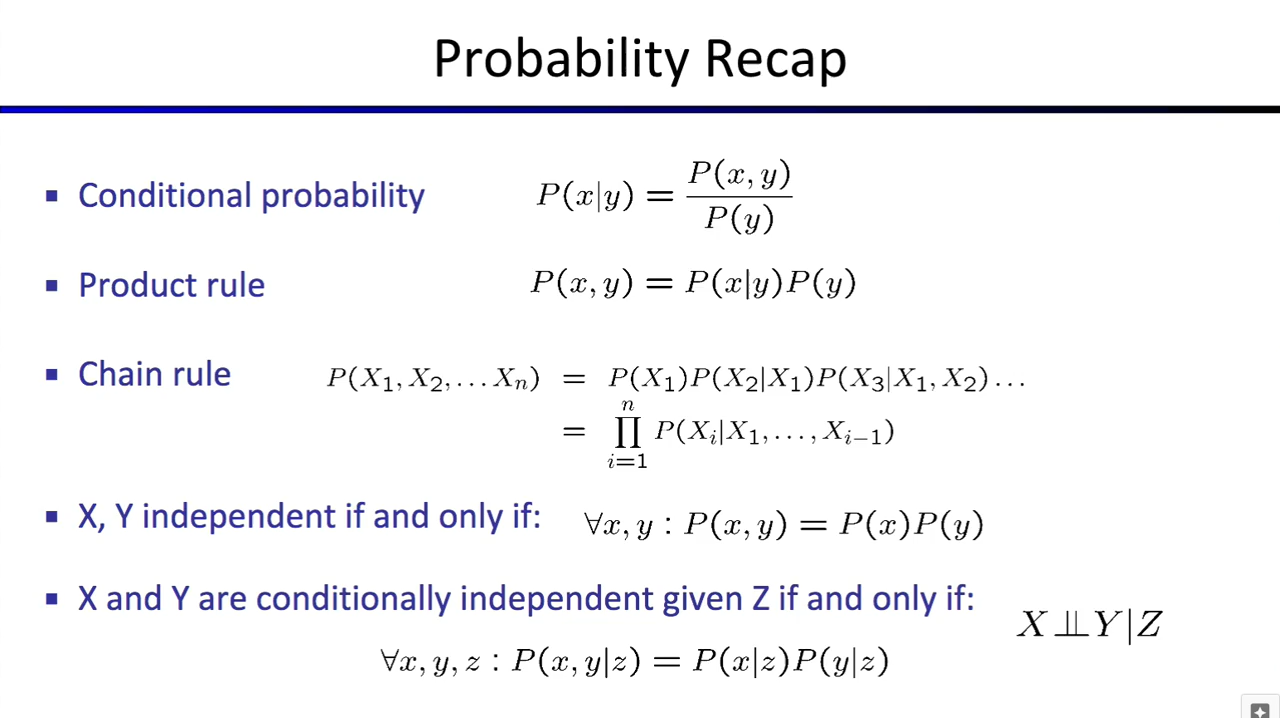 Probability Recap
▪ Conditional probability P(x|y) = P(x, y) / P(y)
▪ Product rule P(x, y) = P(x|y)P(y)
▪ Chain rule P(X₁, X₂, . . . Xₙ) = P(X₁)P(X₂|X₁)P(X₃|X₁, X₂) . . .
= ∏ⁿᵢ₌₁ P(Xᵢ|X₁, . . . , Xᵢ₋₁)
▪ X, Y independent if and only if: ∀x, y : P(x, y) = P(x)P(y)
▪ X and Y are conditionally independent given Z if and only if: X ⫫ Y|Z
∀x, y, z : P(x, y|z) = P(x|z)P(y|z)